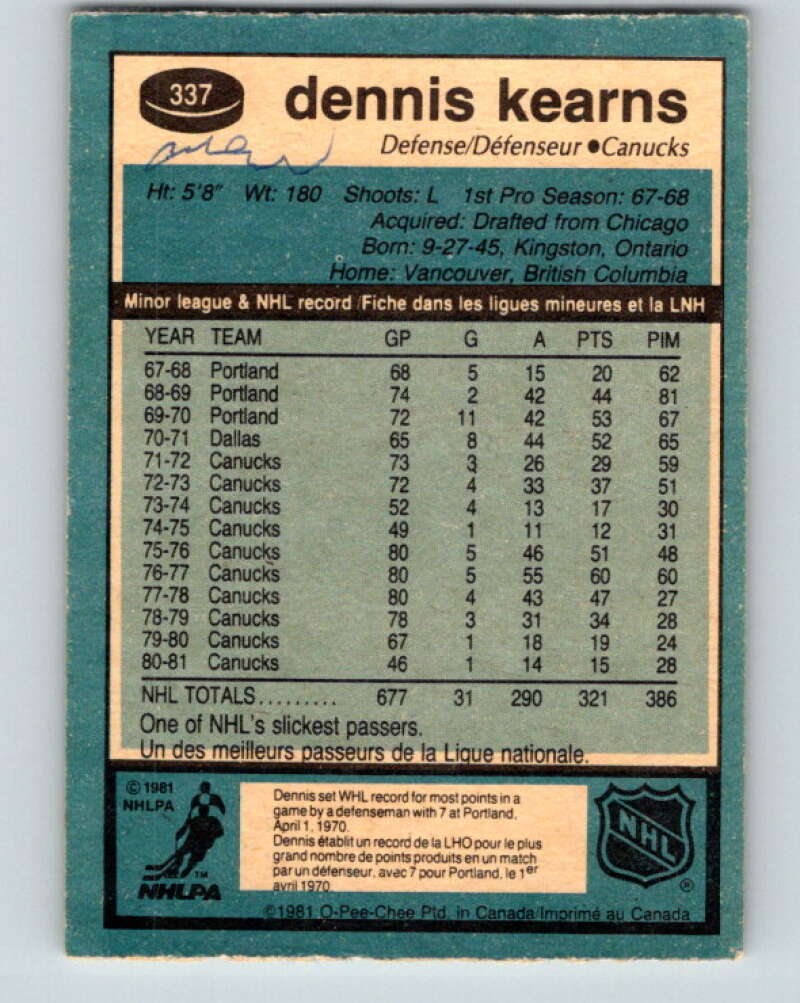 337
dennis kearns
Defense/Défenseur ●Canucks
Ht: 5'8" Wt: 180 Shoots: L 1st Pro Season: 67-68
Acquired: Drafted from Chicago
Born: 9-27-45, Kingston, Ontario
Home: Vancouver, British Columbia
Minor league & NHL record/Fiche dans les ligues mineures et la LNH
YEAR TEAM GP G A PTS PIM
67-68 Portland 68 5 15 20 62
68-69 Portland 74 2 42 44 81
69-70 Portland 72 11 42 53 67
70-71 Dallas 65 8 44 52 65
71-72 Canucks 73 3 26 29 59
72-73 Canucks 72 4 33 37 51
73-74 Canucks 52 4 13 17 30
74-75 Canucks 49 1 11 12 31
75-76 Canucks 80 5 46 51 48
76-77 Canucks 80 5 55 60 60
77-78 Canucks 80 4 43 47 27
78-79 Canucks 78 3 31 34 28
79-80 Canucks 67 1 18 19 24
80-81 Canucks 46 1 14 15 28
NHL TOTALS......... 677 31 290 321 386
One of NHL's slickest passers.
Un des meilleurs passeurs de la Ligue nationale.
© 1981
NHLPA
TM
NHLPA
Dennis set WHL record for most points in a
game by a defenseman with 7 at Portland,
April 1, 1970.
Dennis établit un record de la LHO pour le plus
grand nombre de points produits en un match
par un défenseur, avec 7 pour Portland, le 1er
avril 1970.
NHL
®
©1981 O-Pee-Chee Ptd. in Canada/Imprimé au Canada